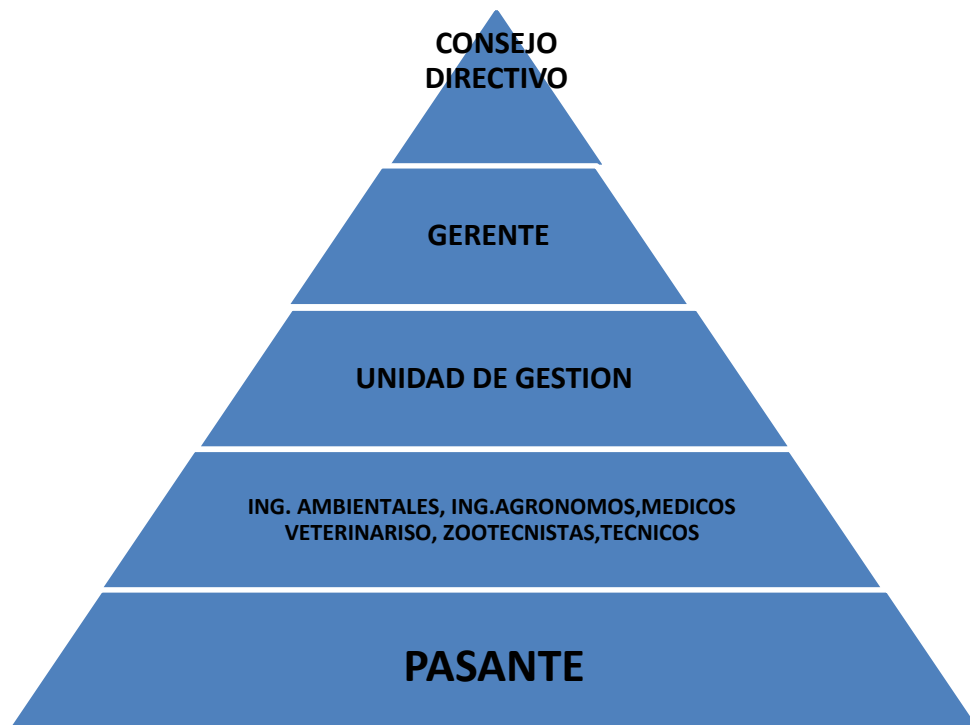 CONSEJO
DIRECTIVO
GERENTE
UNIDAD DE GESTION
ING. AMBIENTALES, ING.AGRONOMOS,MEDICOS
VETERINARISO, ZOOTECNISTAS,TECNICOS
PASANTE